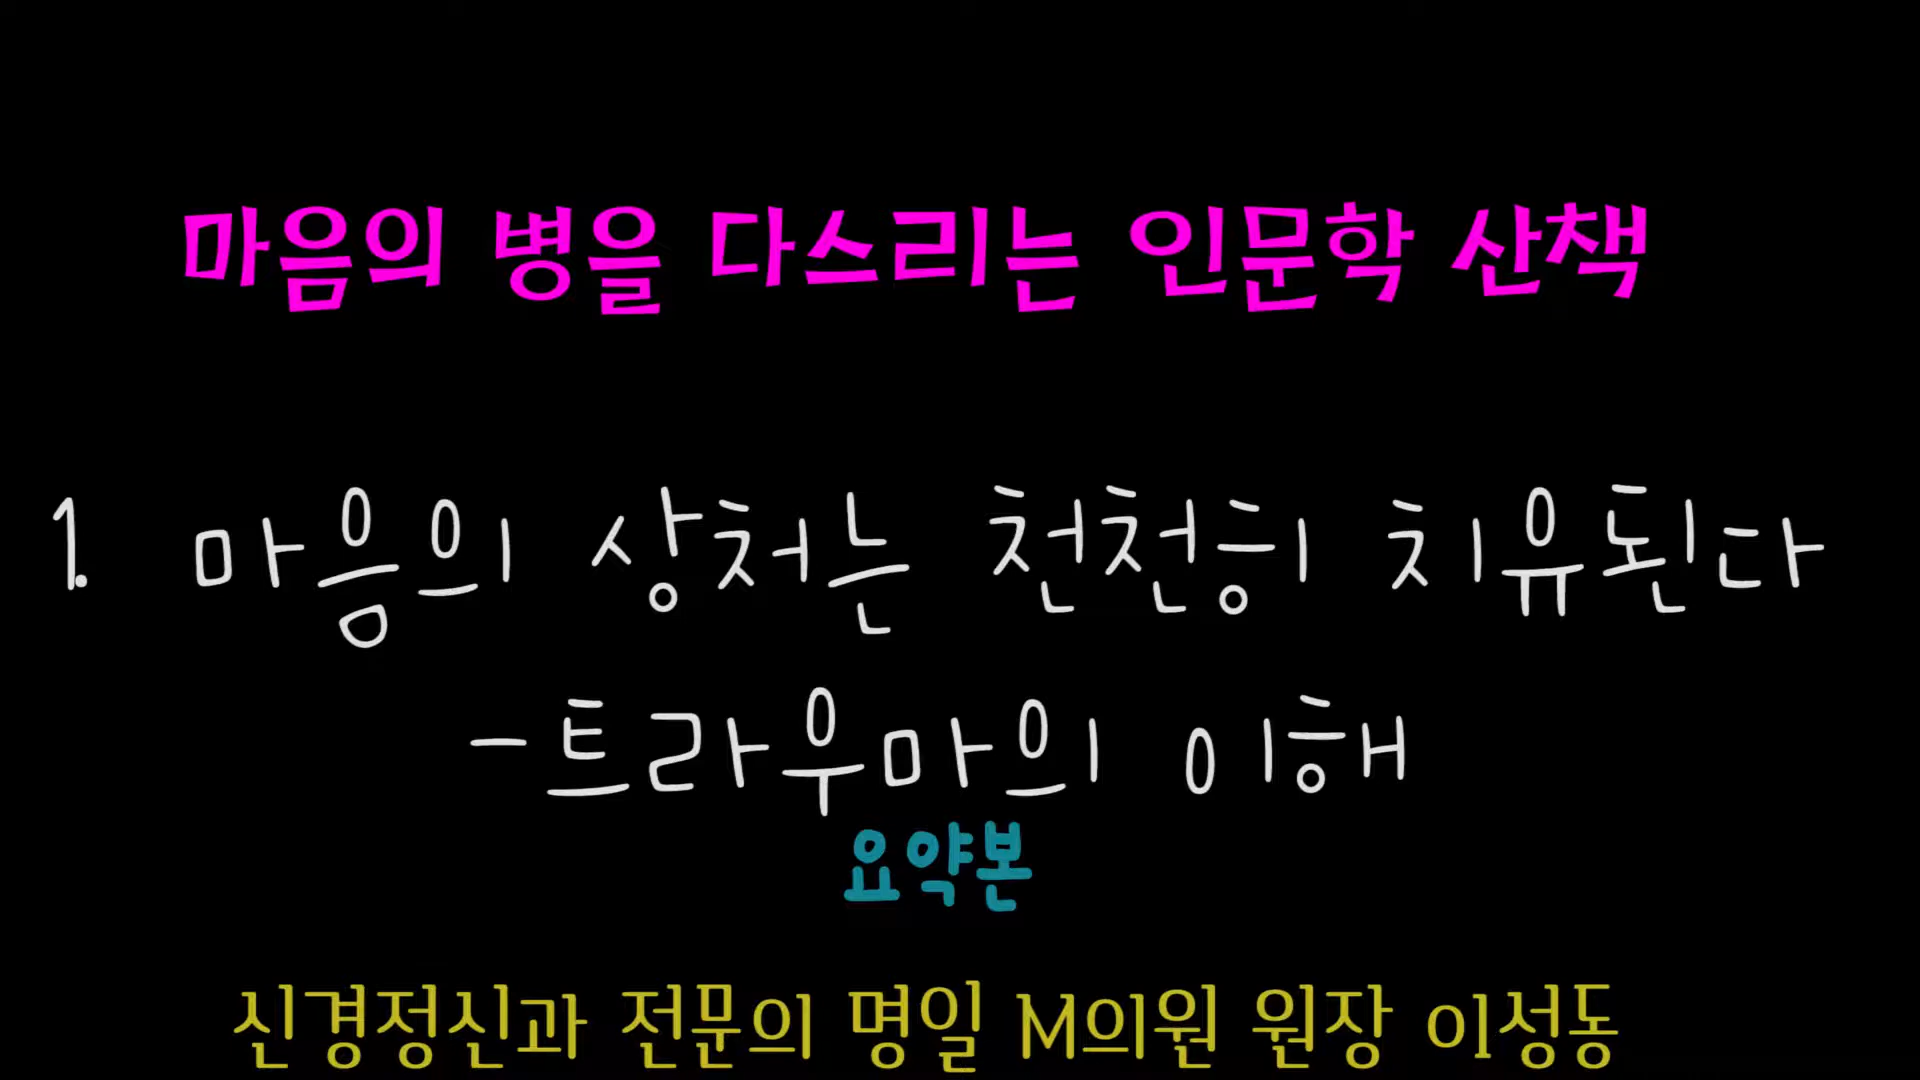 마음의 병을 다스리는 인문학 산책
1. 마음의 상처는 천천히 치유된다
-트라우마의 이해
요약본
신경정신과 전문의 명일 M의원 원장 이성동